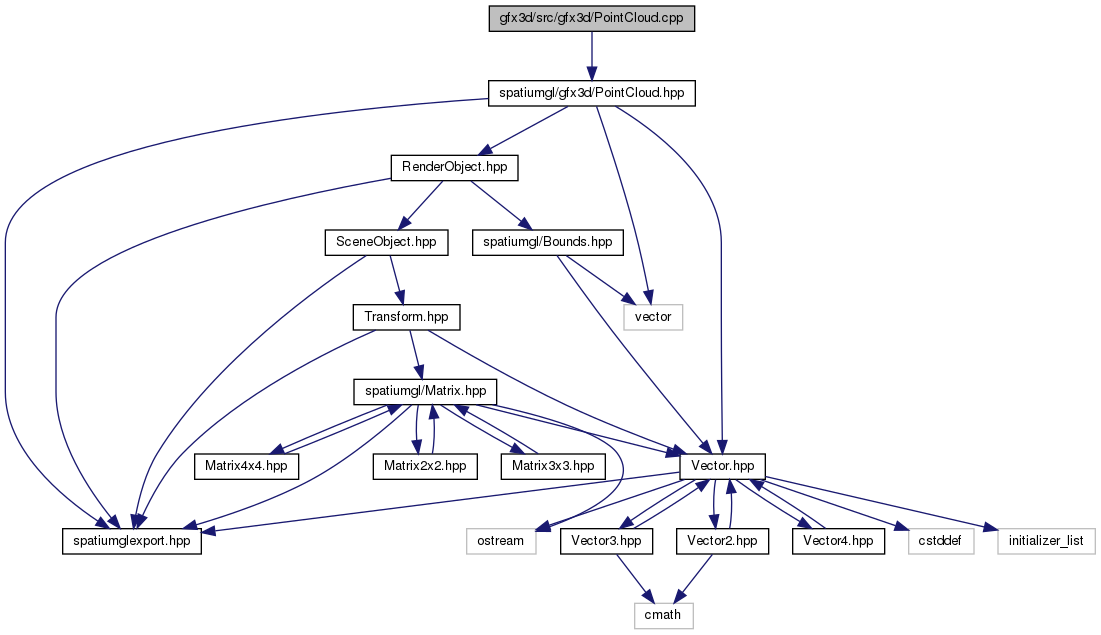 gfx3d/src/gfx3d/PointCloud.cpp
spatiumgl/gfx3d/PointCloud.hpp
RenderObject.hpp
SceneObject.hpp
spatiumgl/Bounds.hpp
Transform.hpp
vector
spatiumgl/Matrix.hpp
Matrix4x4.hpp
Matrix2x2.hpp
Matrix3x3.hpp
Vector.hpp
spatiumglexport.hpp
ostream
Vector3.hpp
Vector2.hpp
Vector4.hpp
cstddef
initializer_list
cmath